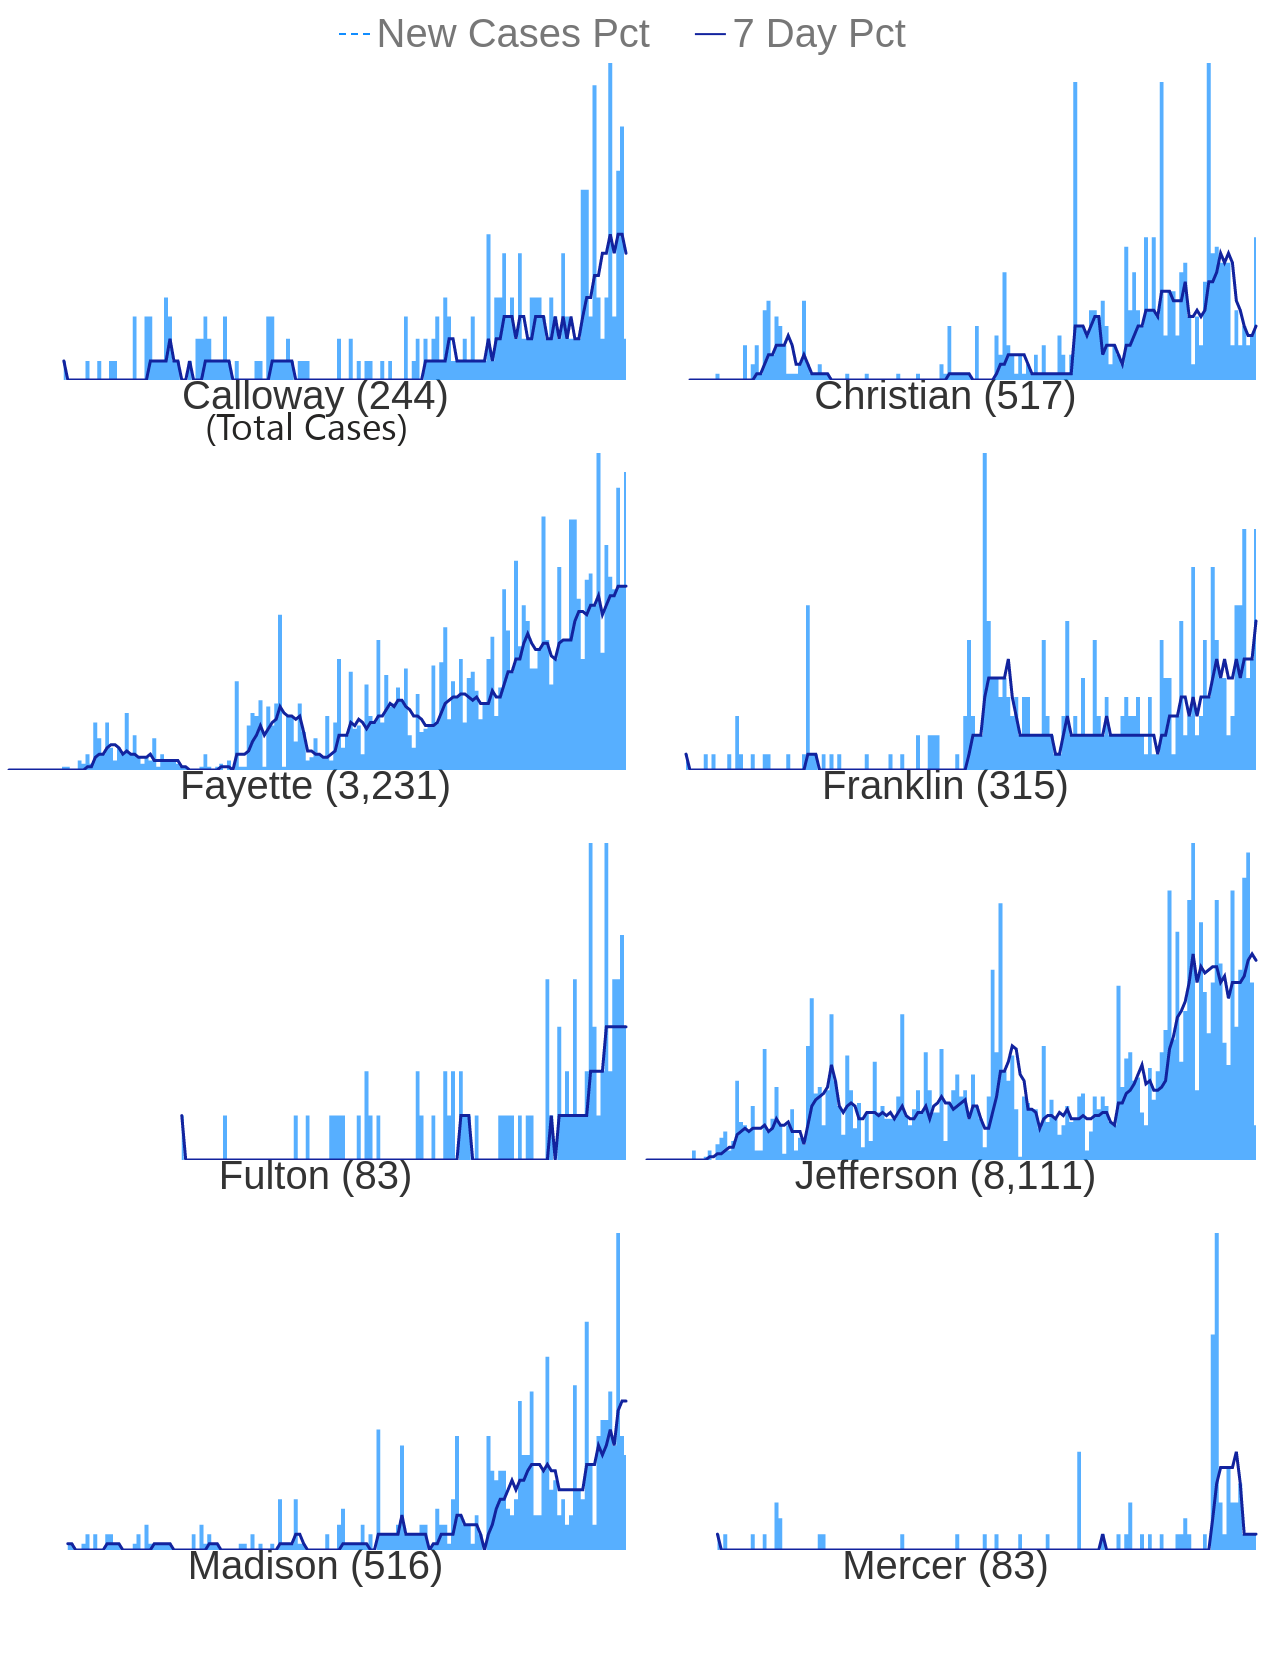 New Cases Pct 7 Day Pct
Calloway (244) Christian (517)
(Total Cases)
Fayette (3,231) Franklin (315)
Fulton (83) Jefferson (8,111)
Madison (516) Mercer (83)